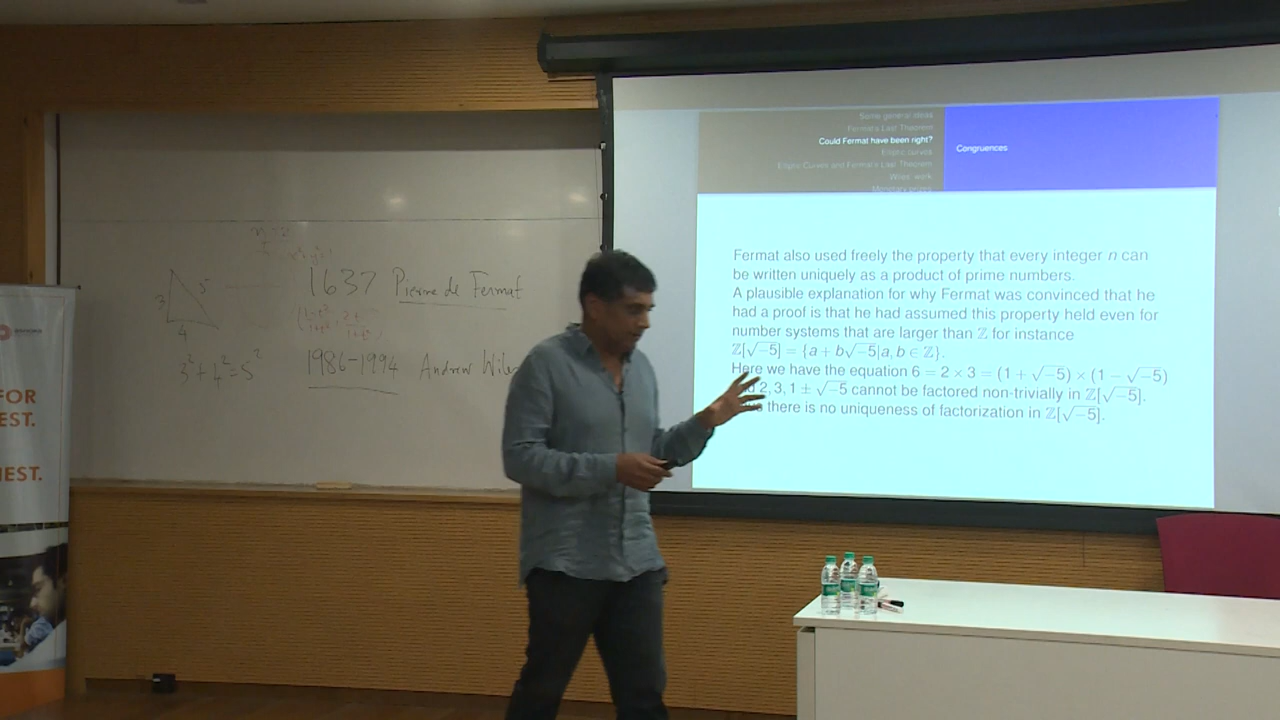 FOR
EST.
IEST.
3
5
4
3² + 4² = 5²
1637 Pierre de Fermat
1986-1994 Andrew Wiles
Some general ideas
Fermat's Last Theorem
Could Fermat have been right?
Elliptic curves
Elliptic Curves and Fermat's Last Theorem
Wiles' work
Monetary prizes
Congruences
Fermat also used freely the property that every integer n can
be written uniquely as a product of prime numbers.
A plausible explanation for why Fermat was convinced that he
had a proof is that he had assumed this property held even for
number systems that are larger than ℤ for instance
ℤ[√−5] = {a + b√−5|a, b ∈ ℤ}.
Here we have the equation 6 = 2 × 3 = (1 + √−5) × (1 − √−5)
2, 3, 1 ± √−5 cannot be factored non-trivially in ℤ[√−5].
there is no uniqueness of factorization in ℤ[√−5].